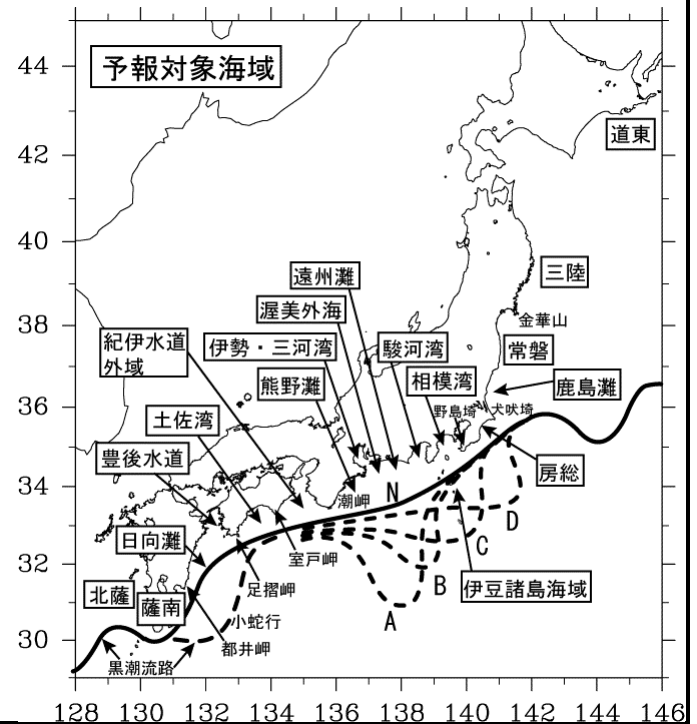 44
予報対象海域
道東
42
40
三陸
遠州灘
38
金華山
渥美外海
紀伊水道
外域
伊勢・三河湾
駿河湾
常磐
熊野灘
相模湾
鹿島灘
36
土佐湾
野島埼
犬吠埼
豊後水道
房総
34
潮岬
N
D
日向灘
室戸岬
C
32
足摺岬
B
伊豆諸島海域
北薩
薩南
小蛇行
A
30
都井岬
黒潮流路
128 130 132 134 136 138 140 142 144 146